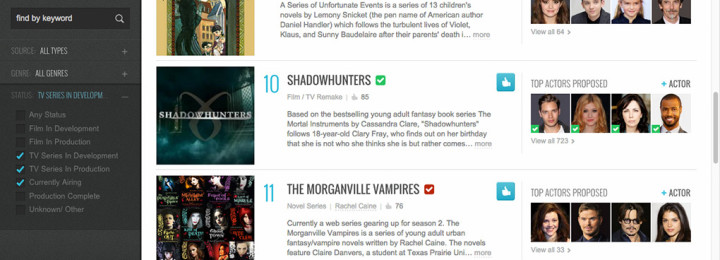 find by keyword
SOURCE: ALL TYPES +
GENRE: ALL GENRES +
STATUS: TV SERIES IN DEVELOPM... –
Any Status
Film In Development
Film In Production
TV Series In Development
TV Series In Production
Currently Airing
Production Complete
Unknown/ Other
A Series of Unfortunate Events is a series of 13 children's
novels by Lemony Snicket (the pen name of American author
Daniel Handler) which follows the turbulent lives of Violet,
Klaus, and Sunny Baudelaire after their parents' death i... more
View all 64 >
SHADOWHUNTERS
10 SHADOWHUNTERS
Film / TV Remake | 85
Based on the bestselling young adult fantasy book series The
Mortal Instruments by Cassandra Clare, "Shadowhunters"
follows 18-year-old Clary Fray, who finds out on her birthday
that she is not who she thinks she is but rather comes... more
TOP ACTORS PROPOSED + ACTOR
View all 723 >
11 THE MORGANVILLE VAMPIRES
Novel Series | Rachel Caine | 76
Currently a web series gearing up for season 2. The
Morganville Vampires is a series of young adult urban
fantasy/vampire novels written by Rachel Caine. The novels
feature Claire Danvers, a student at Texas Prairie Uni... more
TOP ACTORS PROPOSED + ACTOR
View all 33 >